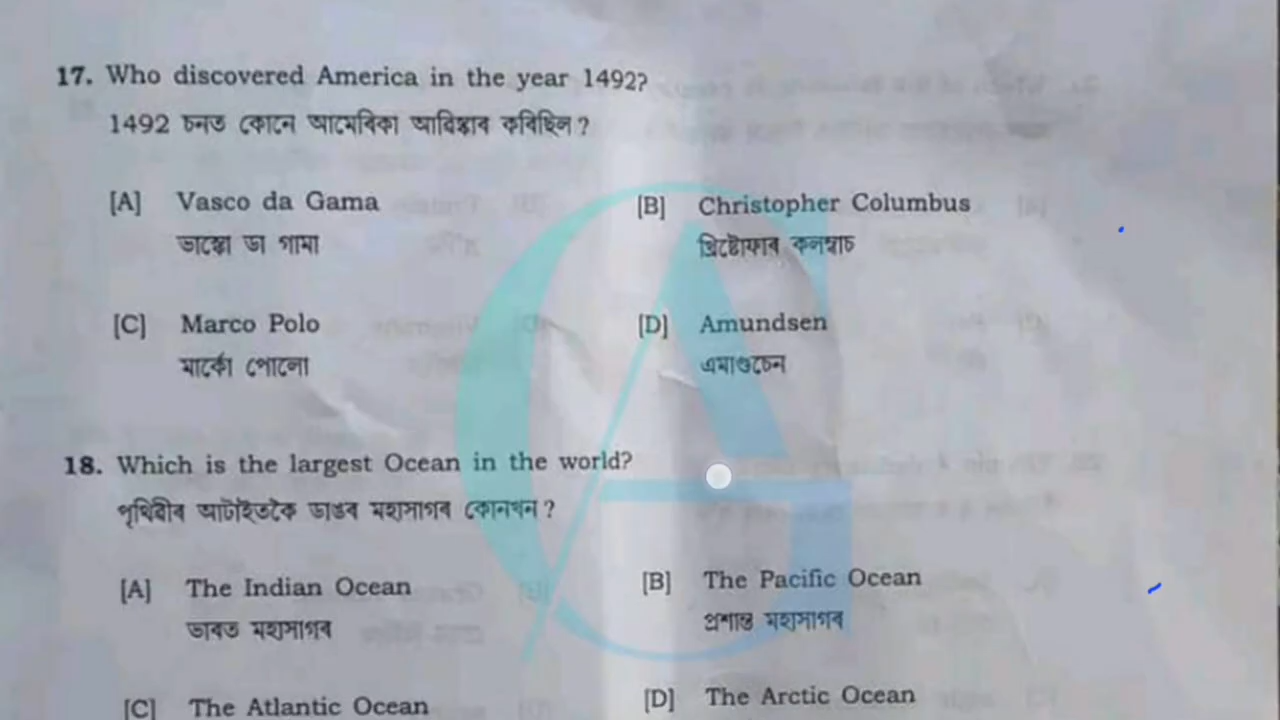 17. Who discovered America in the year 1492?
1492 চনত কোনে আমেৰিকা আৱিষ্কাৰ কৰিছিল ?
[A] Vasco da Gama
ভাস্কো ডা গামা
[B] Christopher Columbus
খ্ৰিষ্টোফাৰ কলম্বাচ
[C] Marco Polo
মাৰ্কো পোলো
[D] Amundsen
এমাণ্ডচেন
18. Which is the largest Ocean in the world?
পৃথিৱীৰ আটাইতকৈ ডাঙৰ মহাসাগৰ কোনখন ?
[A] The Indian Ocean
ভাৰত মহাসাগৰ
[B] The Pacific Ocean
প্ৰশান্ত মহাসাগৰ
[C] The Atlantic Ocean
[D] The Arctic Ocean